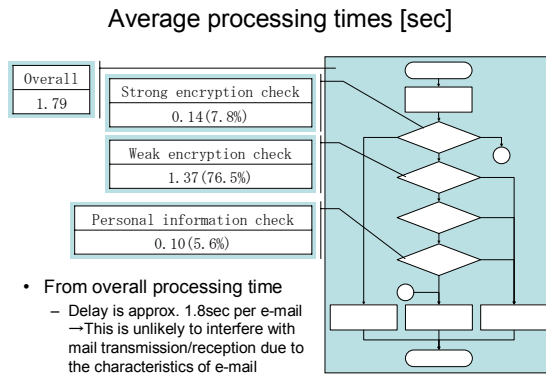 Average processing times [sec]
Overall
1.79
Strong encryption check
0.14(7.8%)
Weak encryption check
1.37(76.5%)
Personal information check
0.10(5.6%)
• From overall processing time
– Delay is approx. 1.8sec per e-mail
→This is unlikely to interfere with
mail transmission/reception due to
the characteristics of e-mail